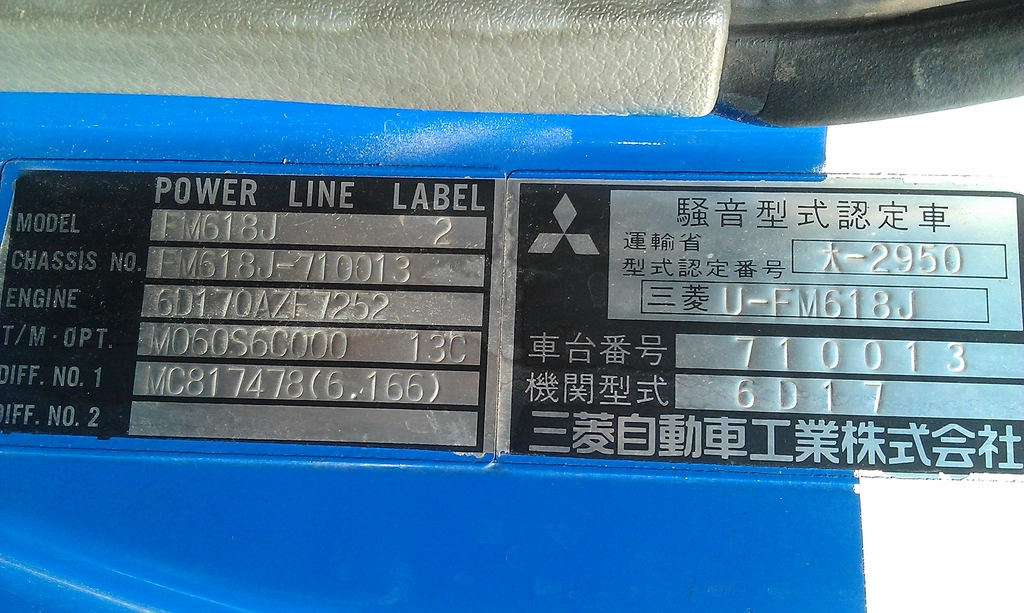 POWER LINE LABEL
MODEL FM618J 2
CHASSIS NO. FM618J-710013
ENGINE 6D170AZF7252
T/M·OPT. M060S6C000 13C
DIFF. NO. 1 MC817478(6.166)
DIFF. NO. 2
騒音型式認定車
運輸省
型式認定番号 大-2950
三菱 U-FM618J
車台番号 710013
機関型式 6D17
三菱自動車工業株式会社